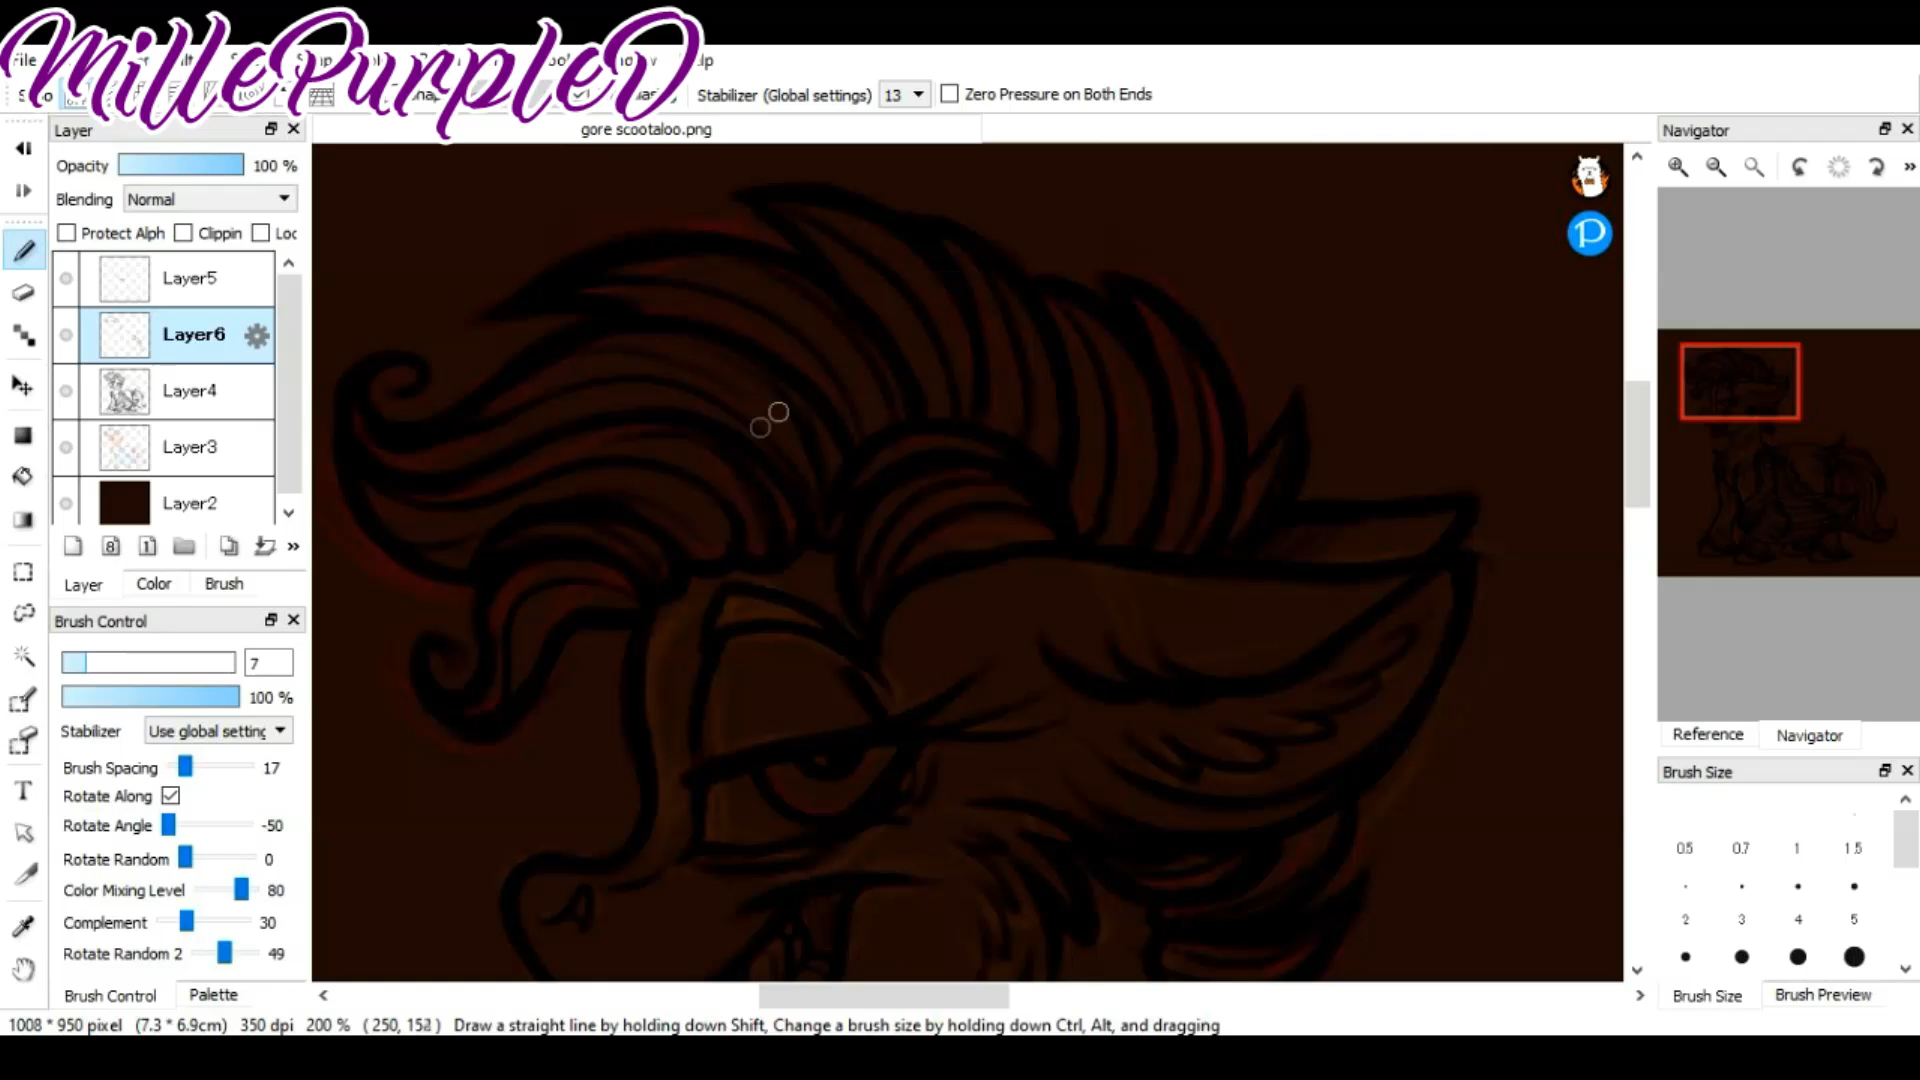 MillePurpleD
File
Stabilizer (Global settings) 13 Zero Pressure on Both Ends
Layer
gore scootaloo.png
Navigator
Opacity 100 %
Blending Normal
Protect Alph Clippin Loc
Layer5
Layer6
Layer4
Layer3
Layer2
8 1
Layer Color Brush
Brush Control
7
100 %
Stabilizer Use global setting
Brush Spacing 17
Rotate Along
Rotate Angle -50
Rotate Random 0
Color Mixing Level 80
Complement 30
Rotate Random 2 49
Brush Control Palette
P
Reference Navigator
Brush Size
0.5 0.7 1 1.5
2 3 4 5
Brush Size Brush Preview
T
1008 * 950 pixel (7.3 * 6.9cm) 350 dpi 200 % ( 250, 152 ) Draw a straight line by holding down Shift, Change a brush size by holding down Ctrl, Alt, and dragging